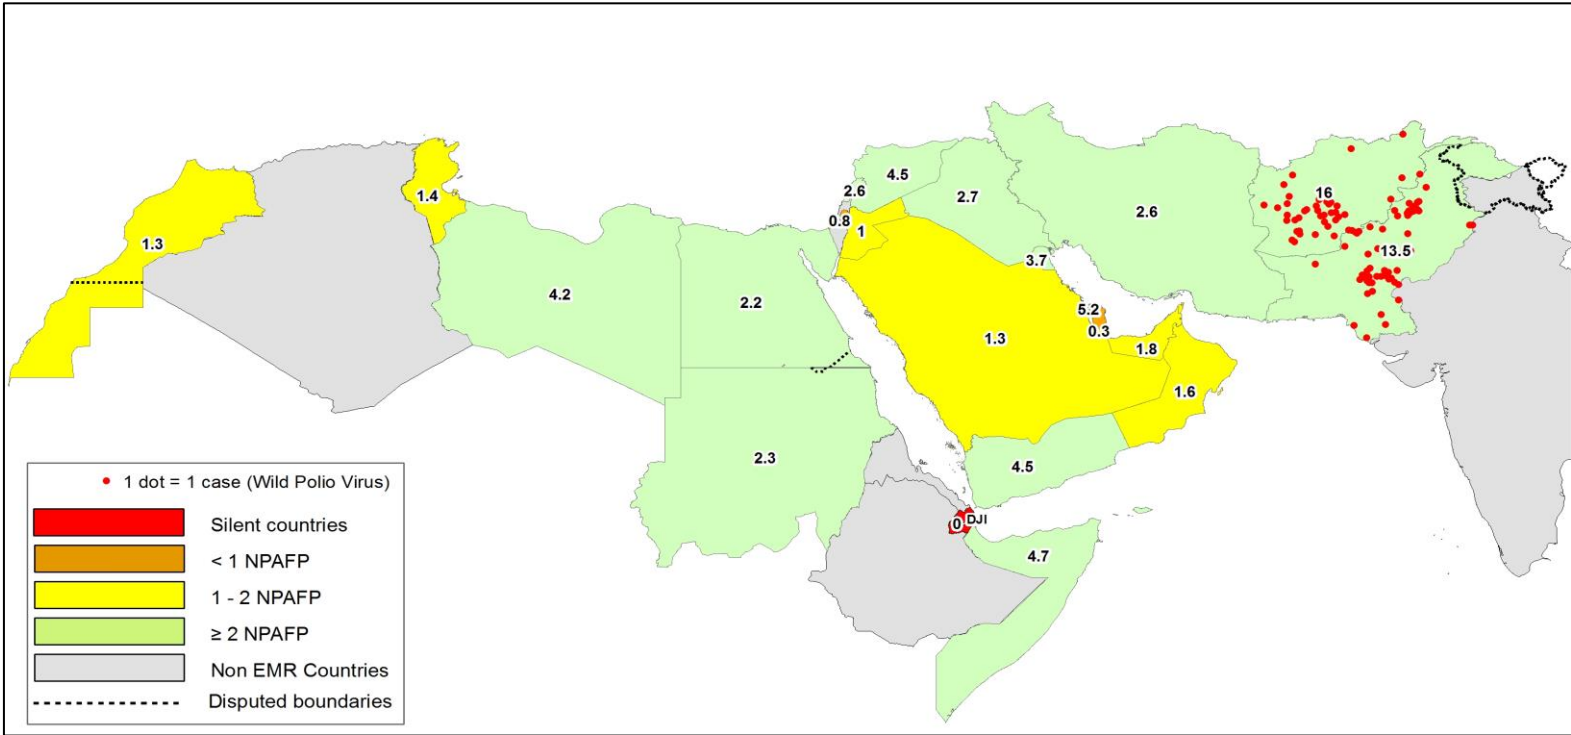 16
4.5
2.6
2.7
1.4
2.6
0.8
1
1.3
13.5
3.7
4.2
2.2
5.2
0.3
1.3
1.8
1.6
2.3
4.5
0
DJI
4.7
1 dot = 1 case (Wild Polio Virus)
Silent countries
< 1 NPAFP
1 - 2 NPAFP
≥ 2 NPAFP
Non EMR Countries
Disputed boundaries